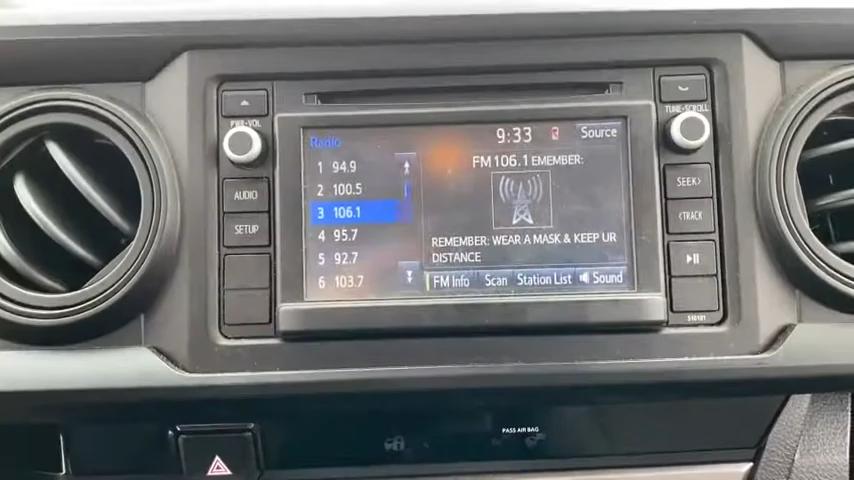 PWR•VOL
TUNE•SCROLL
AUDIO
SETUP
SEEK>
<TRACK
Radio
9:33
Source
1 94.9
2 100.5
3 106.1
4 95.7
5 92.7
6 103.7
FM106.1 EMEMBER:
REMEMBER: WEAR A MASK & KEEP UR
DISTANCE
FM Info
Scan
Station List
Sound
510101
PASS AIR BAG